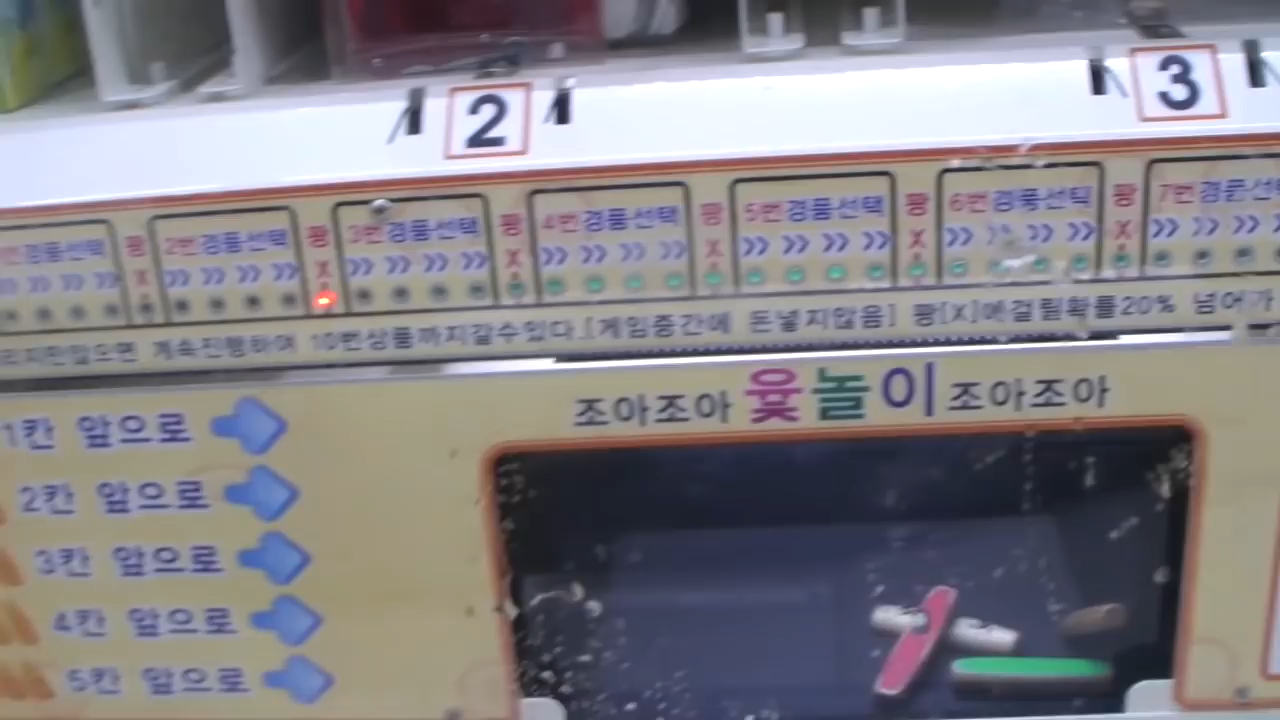 2
3
2번경품선택
꽝
X
3번경품선택
꽝
X
4번경품선택
꽝
X
5번경품선택
꽝
X
6번경품선택
꽝
X
7번경품선
꽝
X
계속진행하여 10번상품까지갈수있다.[게임중간에 돈넣지않음] 꽝[X]에걸릴확률20% 넘어가
조아조아 윷놀이 조아조아
1칸 앞으로
2칸 앞으로
3칸 앞으로
4칸 앞으로
5칸 앞으로